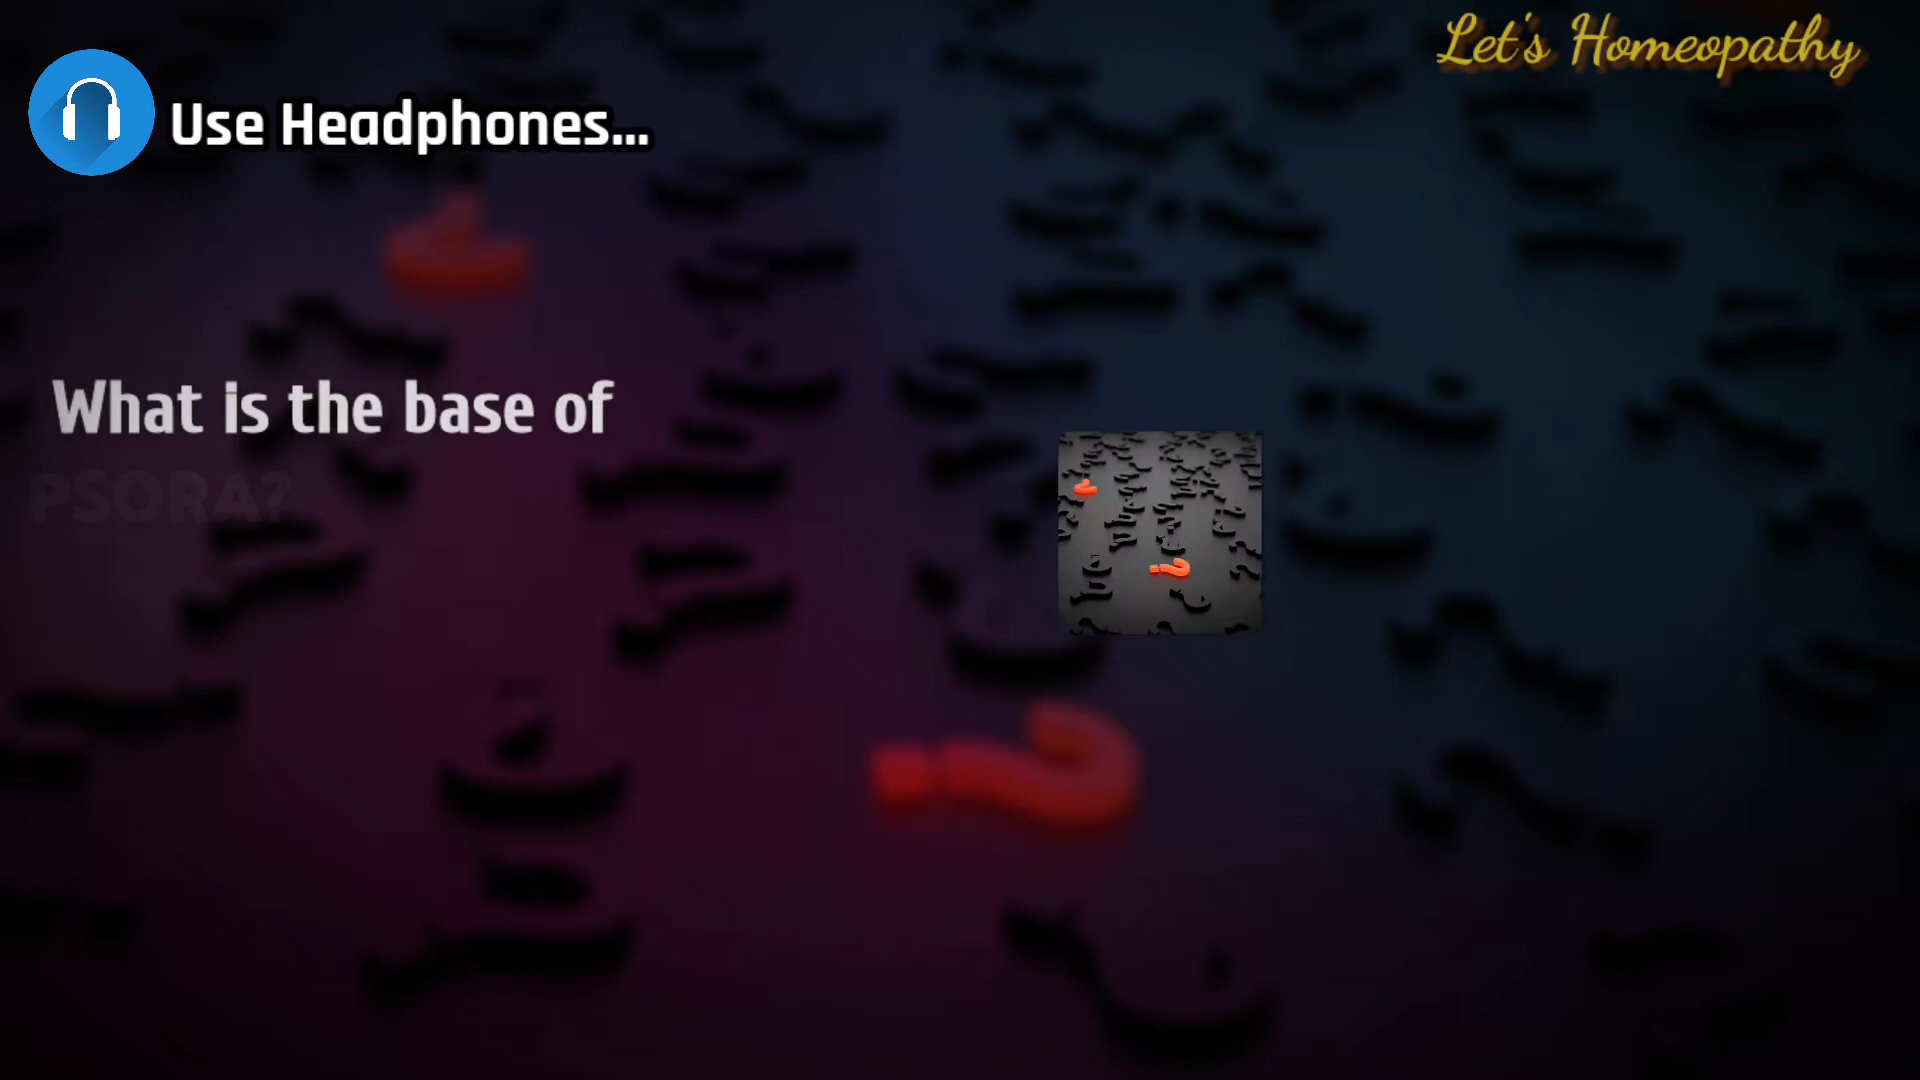 Let's Homeopathy
Use Headphones...
What is the base of
PSORA?